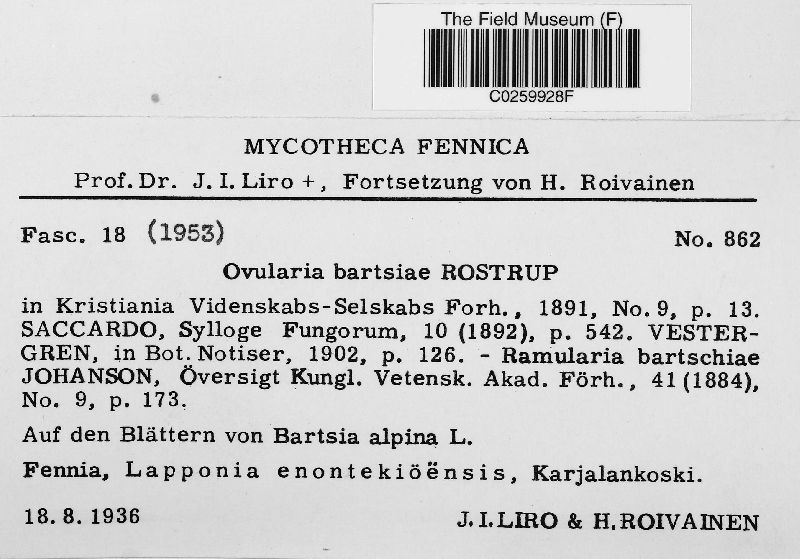 The Field Museum (F)
C0259928F
MYCOTHECA FENNICA
Prof. Dr. J. I. Liro +, Fortsetzung von H. Roivainen
Fasc. 18 (1953)
No. 862
Ovularia bartsiae ROSTRUP
in Kristiania Videnskabs-Selskabs Forh., 1891, No. 9, p. 13.
SACCARDO, Sylloge Fungorum, 10 (1892), p. 542. VESTER-
GREN, in Bot. Notiser, 1902, p. 126. - Ramularia bartschiae
JOHANSON, Översigt Kungl. Vetensk. Akad. Förh., 41 (1884),
No. 9, p. 173.
Auf den Blättern von Bartsia alpina L.
Fennia, Lapponia enontekiöënsis, Karjalankoski.
18. 8. 1936
J. I. LIRO & H. ROIVAINEN